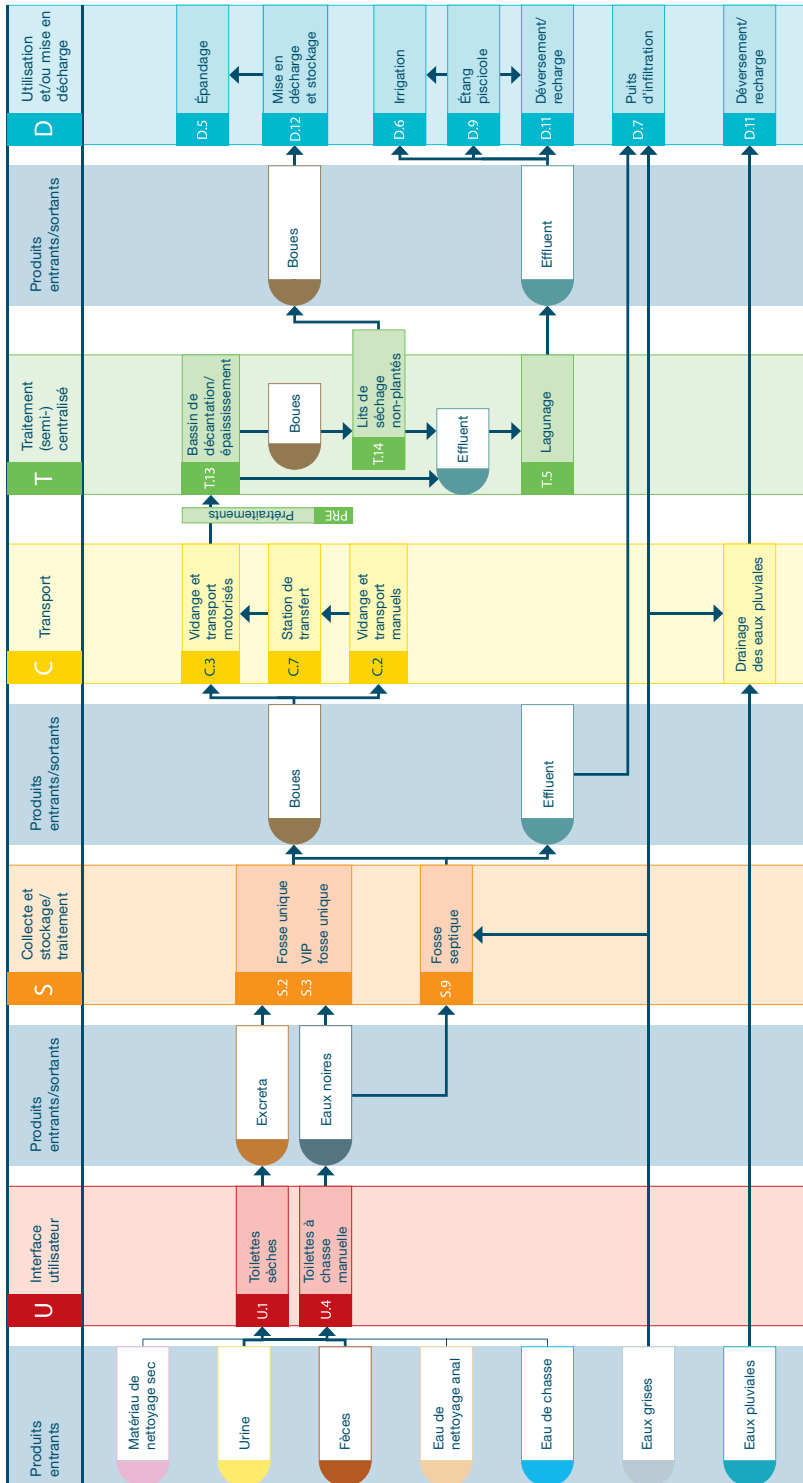 Produits
entrants
U
Interface
utilisateur
Produits
entrants/sortants
S
Collecte et
stockage/
traitement
Produits
entrants/sortants
C
Transport
T
Traitement
(semi-)
centralisé
Produits
entrants/sortants
D
Utilisation
et/ou mise en
décharge
Matériau de
nettoyage sec
Urine
Fèces
Eau de
nettoyage anal
Eau de chasse
Eaux grises
Eaux pluviales
U.1
Toilettes
sèches
U.4
Toilettes à
chasse
manuelle
Excreta
Eaux noires
S.2
Fosse unique
S.3
VIP
fosse unique
S.9
Fosse
septique
Boues
Effluent
C.3
Vidange et
transport
motorisés
C.7
Station de
transfert
C.2
Vidange et
transport
manuels
Drainage
des eaux pluviales
PRE
Prétraitements
T.13
Bassin de
décantation/
épaississement
Boues
T.14
Lits de
séchage
non-plantés
Effluent
T.5
Lagunage
Boues
Effluent
D.5
Épandage
D.12
Mise en
décharge
et stockage
D.6
Irrigation
D.9
Étang
piscicole
D.11
Déversement/
recharge
D.7
Puits
d'infiltration
D.11
Déversement/
recharge